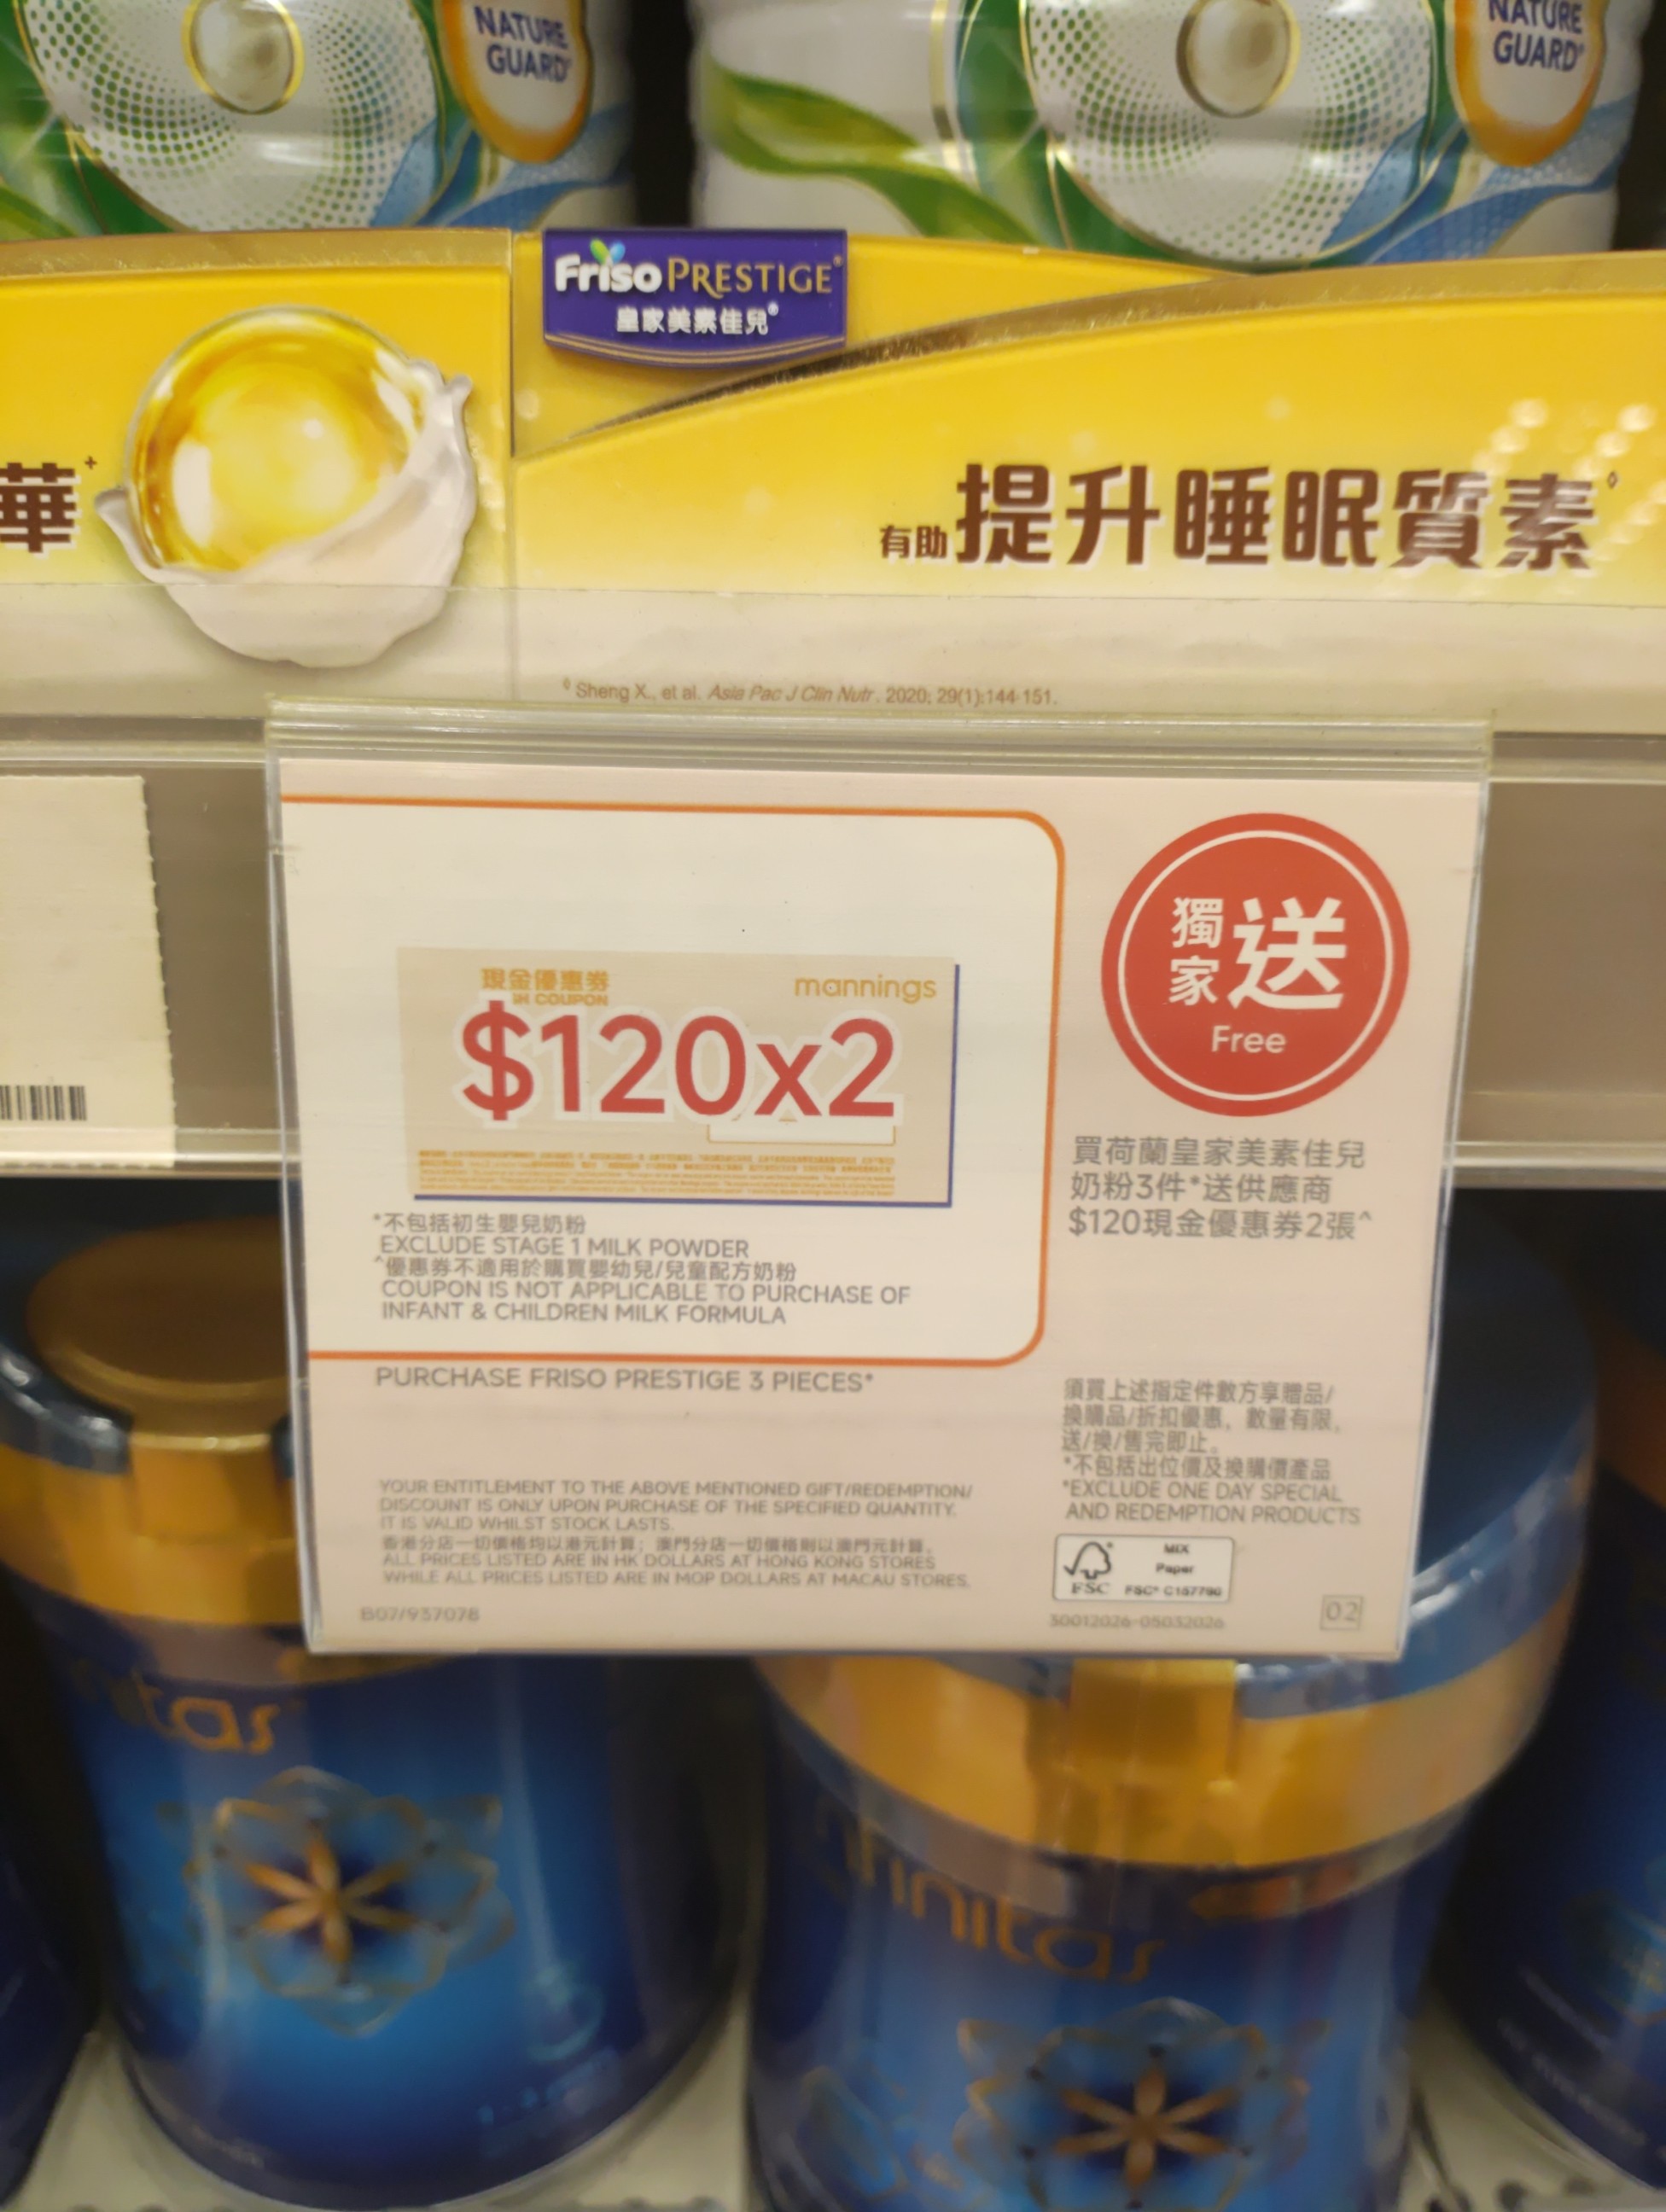 NATURE
GUARD®
NATURE
GUARD®
Friso PRESTIGE®
皇家美素佳兒®
華+
有助提升睡眠質素◊
◊ Sheng X., et al. Asia Pac J Clin Nutr. 2020; 29(1):144-151.
現金優惠券
H COUPON
mannings
$120x2
獨家送
Free
買荷蘭皇家美素佳兒
奶粉3件*送供應商
$120現金優惠券2張^
*不包括初生嬰兒奶粉
EXCLUDE STAGE 1 MILK POWDER
^優惠券不適用於購買嬰幼兒/兒童配方奶粉
COUPON IS NOT APPLICABLE TO PURCHASE OF
INFANT & CHILDREN MILK FORMULA
PURCHASE FRISO PRESTIGE 3 PIECES*
須買上述指定件數方享贈品/
換購品/折扣優惠，數量有限，
送/換/售完即止。
*不包括出位價及換購價產品
*EXCLUDE ONE DAY SPECIAL
AND REDEMPTION PRODUCTS
YOUR ENTITLEMENT TO THE ABOVE MENTIONED GIFT/REDEMPTION/
DISCOUNT IS ONLY UPON PURCHASE OF THE SPECIFIED QUANTITY.
IT IS VALID WHILST STOCK LASTS.
香港分店一切價格均以港元計算；澳門分店一切價格則以澳門元計算。
ALL PRICES LISTED ARE IN HK DOLLARS AT HONG KONG STORES
WHILE ALL PRICES LISTED ARE IN MOP DOLLARS AT MACAU STORES.
FSC
MIX
Paper
FSC® C157790
B07/937078
30012026-05032026
02
nitas
finitas